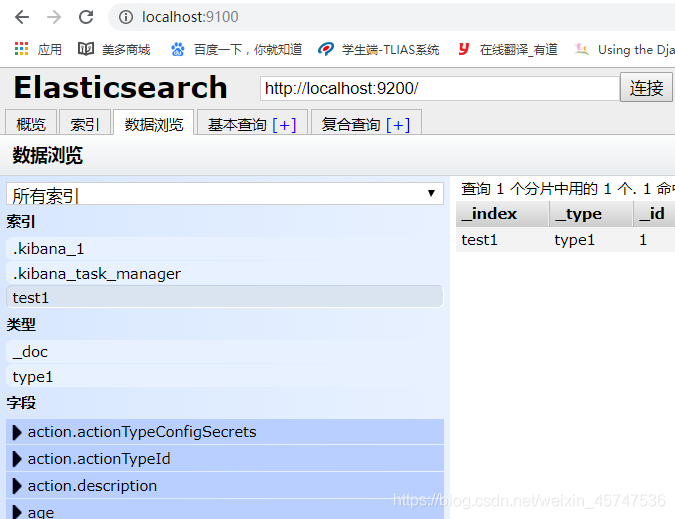 localhost:9100
应用 美多商城 百度一下，你就知道 学生端-TLIAS系统 在线翻译_有道 Using the Dja
Elasticsearch http://localhost:9200/ 连接
概览 索引 数据浏览 基本查询 [+] 复合查询 [+]
数据浏览
所有索引
索引
.kibana_1
.kibana_task_manager
test1
类型
_doc
type1
字段
action.actionTypeConfigSecrets
action.actionTypeId
action.description
age
查询 1 个分片中用的 1 个. 1 命
_index _type _id
test1 type1 1
https://blog.csdn.net/weixin_45747536